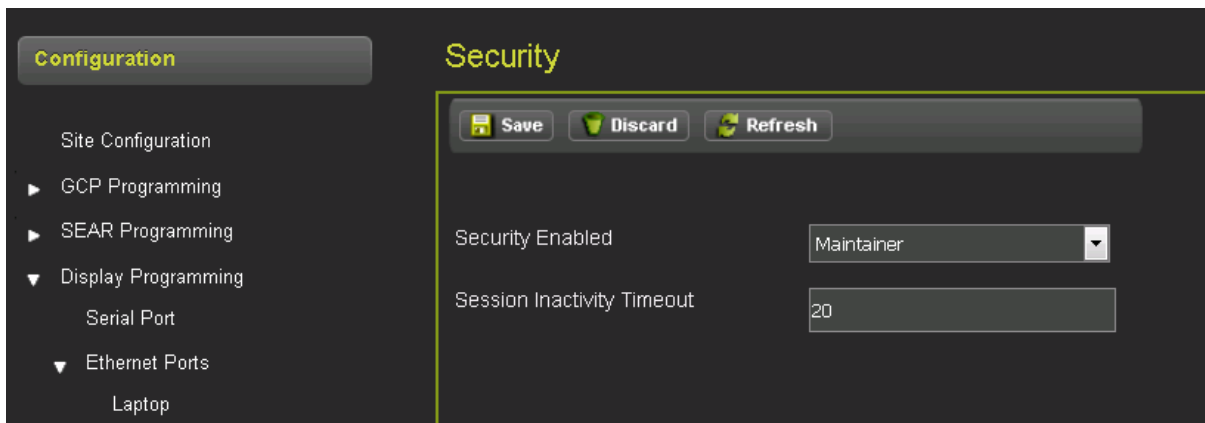 Configuration
Site Configuration
GCP Programming
SEAR Programming
Display Programming
Serial Port
Ethernet Ports
Laptop
Security
Save Discard Refresh
Security Enabled Maintainer
Session Inactivity Timeout 20